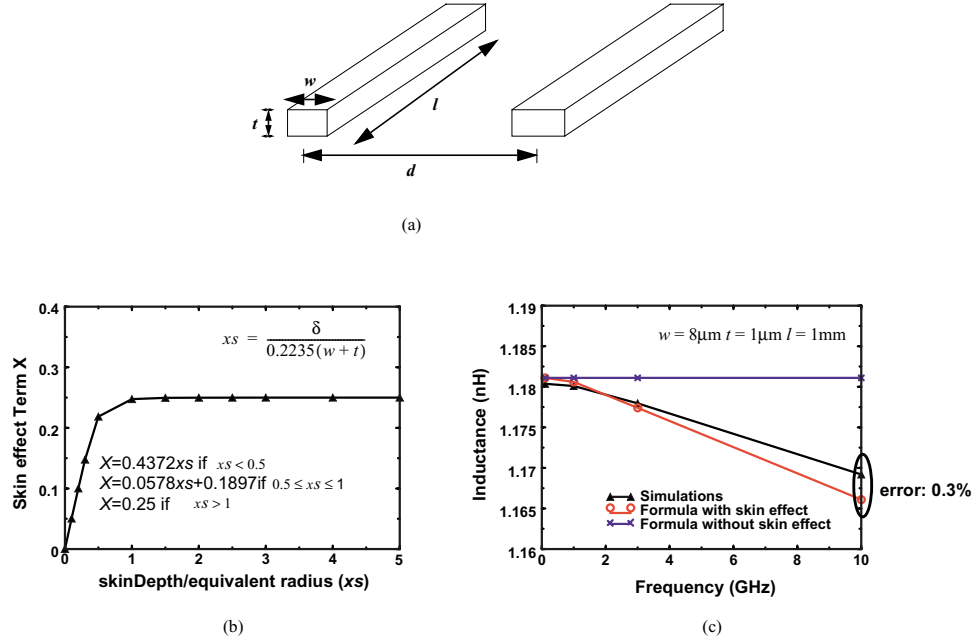 w
t
l
d
(a)
0.4
0.3
0.2
0.1
0
Skin effect Term X
xs = δ / 0.2235(w + t)
X=0.4372xs if xs < 0.5
X=0.0578xs+0.1897if 0.5 ≤ xs ≤ 1
X=0.25 if xs > 1
0 1 2 3 4 5
skinDepth/equivalent radius (xs)
(b)
1.19
1.185
1.18
1.175
1.17
1.165
1.16
Inductance (nH)
w = 8μm t = 1μm l = 1mm
Simulations
Formula with skin effect
Formula without skin effect
error: 0.3%
0 2 4 6 8 10
Frequency (GHz)
(c)